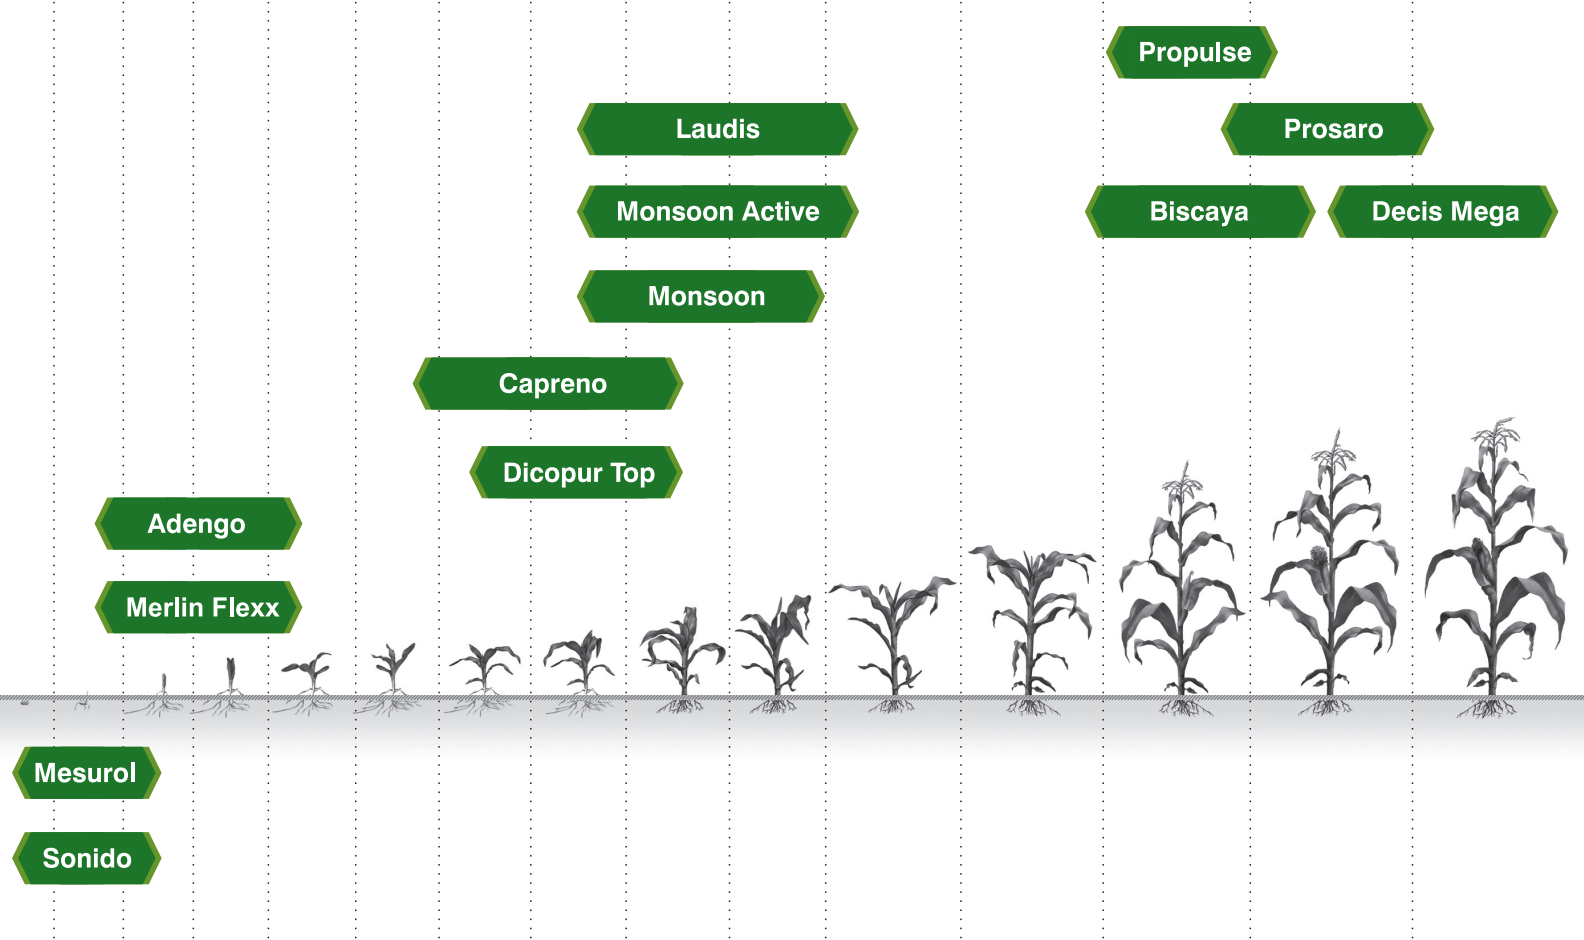 Propulse
Laudis
Prosaro
Monsoon Active
Biscaya
Decis Mega
Monsoon
Capreno
Dicopur Top
Adengo
Merlin Flexx
Mesurol
Sonido